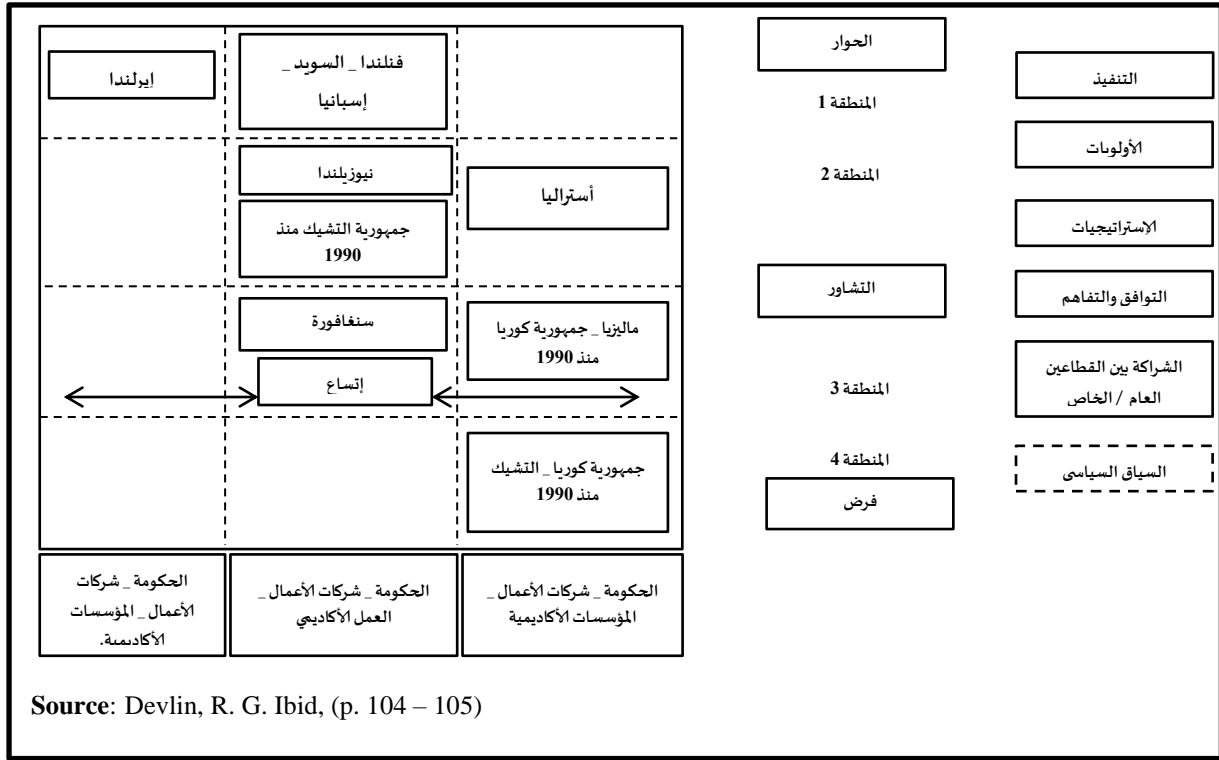 التنفيذ
الأولوبات
الإستراتيجيات
التوافق والتفاهم
الشراكة بين القطاعين
العام / الخاص
السياق السياسي
الحوار
المنطقة 1
المنطقة 2
التشاور
المنطقة 3
المنطقة 4
فرض
فنلندا _ السويد _
إسبانيا
إيرلندا
أستراليا
نيوزيلندا
جمهورية التشيك منذ
1990
ماليزيا _ جمهورية كوريا
منذ 1990
سنغافورة
إتساع
جمهورية كوريا _ التشيك
منذ 1990
الحكومة _ شركات الأعمال _
المؤسسات الأكاديمية
الحكومة _ شركات الأعمال _
العمل الأكاديمي
الحكومة _ شركات
الأعمال _ المؤسسات
الأكاديمية.
Source: Devlin, R. G. Ibid, (p. 104 – 105)